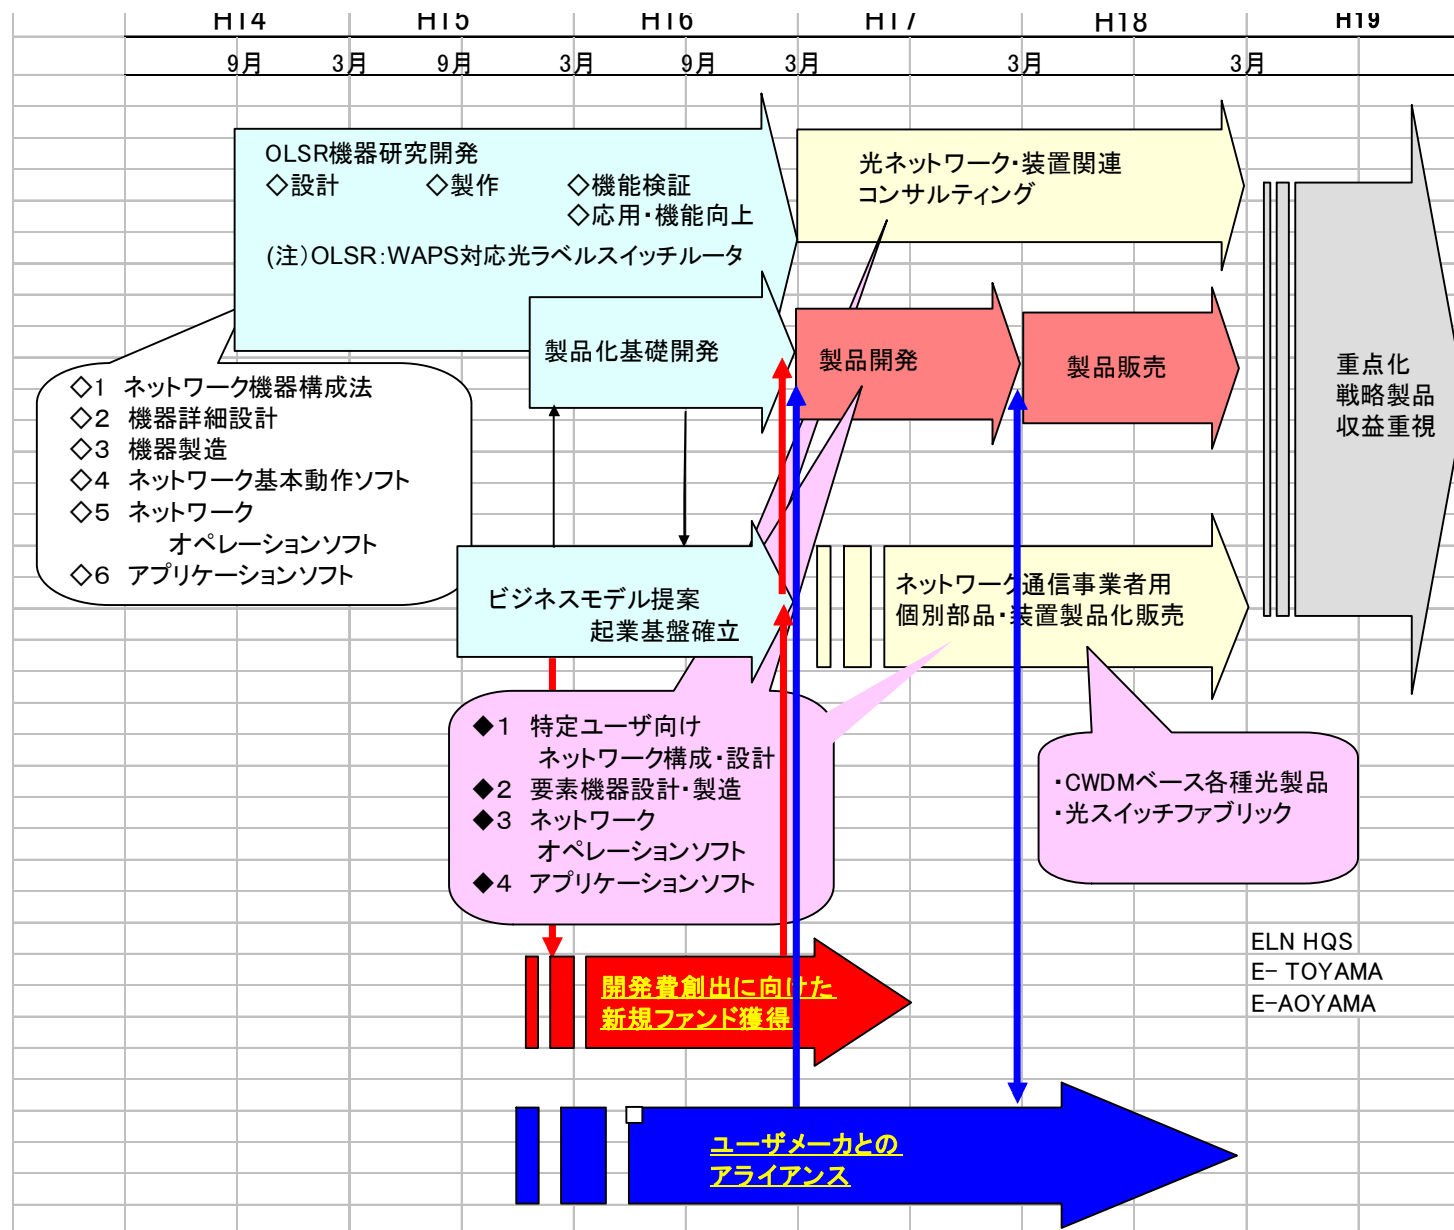 H14 H15 H16 H17 H18 H19
9月 3月 9月 3月 9月 3月 3月 3月
OLSR機器研究開発
◇設計 ◇製作 ◇機能検証
◇応用・機能向上
(注)OLSR:WAPS対応光ラベルスイッチルータ
光ネットワーク・装置関連
コンサルティング
製品化基礎開発
製品開発
製品販売
重点化
戦略製品
収益重視
◇1 ネットワーク機器構成法
◇2 機器詳細設計
◇3 機器製造
◇4 ネットワーク基本動作ソフト
◇5 ネットワーク
オペレーションソフト
◇6 アプリケーションソフト
ビジネスモデル提案
起業基盤確立
ネットワーク通信事業者用
個別部品・装置製品化販売
◆1 特定ユーザ向け
ネットワーク構成・設計
◆2 要素機器設計・製造
◆3 ネットワーク
オペレーションソフト
◆4 アプリケーションソフト
・CWDMベース各種光製品
・光スイッチファブリック
ELN HQS
E- TOYAMA
E-AOYAMA
開発費創出に向けた
新規ファンド獲得
ユーザメーカとの
アライアンス